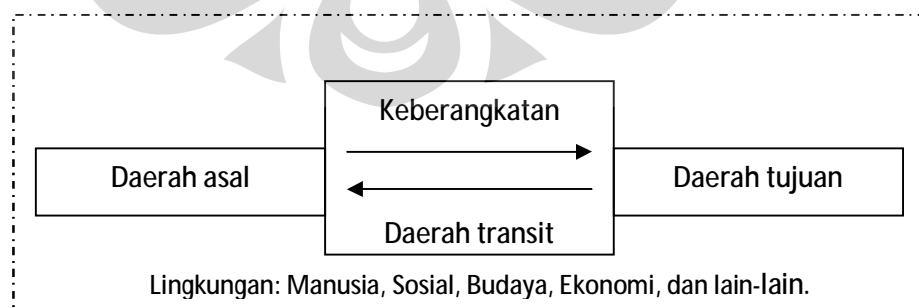 Keberangkatan
Daerah asal
Daerah tujuan
Daerah transit
Lingkungan: Manusia, Sosial, Budaya, Ekonomi, dan lain-lain.